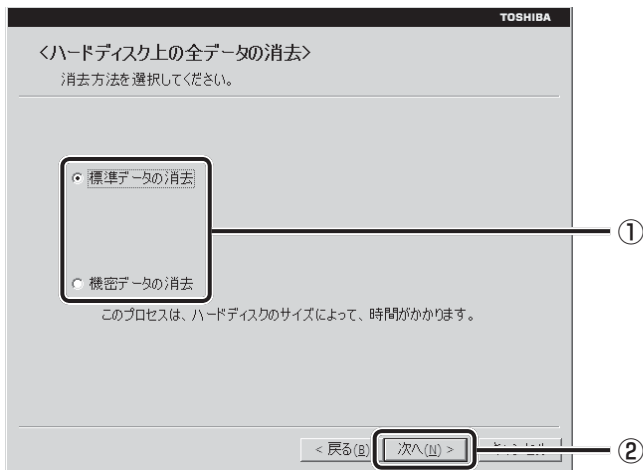 TOSHIBA
<ハードディスク上の全データの消去>
消去方法を選択してください。
標準データの消去
①
機密データの消去
このプロセスは、ハードディスクのサイズによって、時間がかかります。
< 戻る(B)
次へ(N) >
②